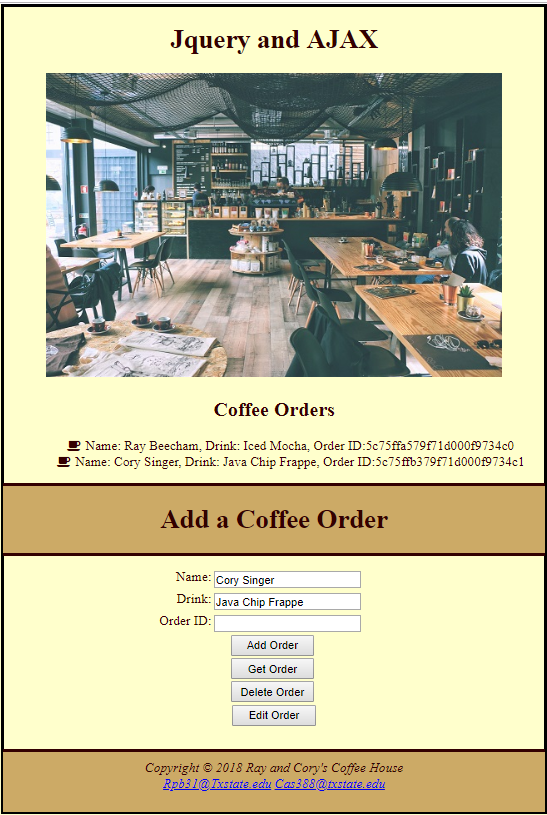 Jquery and AJAX
Coffee Orders
Name: Ray Beecham, Drink: Iced Mocha, Order ID:5c75ffa579f71d000f9734c0
Name: Cory Singer, Drink: Java Chip Frappe, Order ID:5c75ffb379f71d000f9734c1
Add a Coffee Order
Name: Cory Singer
Drink: Java Chip Frappe
Order ID:
Add Order
Get Order
Delete Order
Edit Order
Copyright © 2018 Ray and Cory's Coffee House
Rpb31@Txstate.edu Cas388@txstate.edu